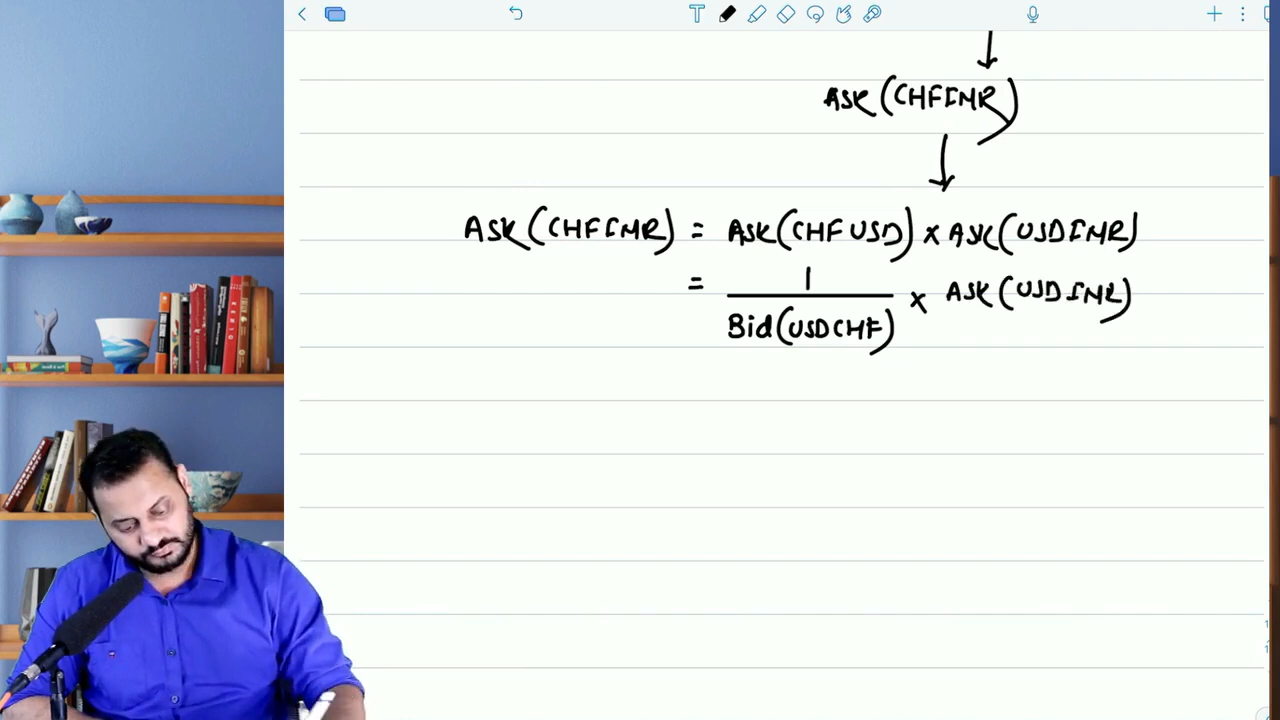 ASK (CHFINR)
ASK (CHFINR) = ASK (CHFUSD) x ASK (USDINR)
= 1 / Bid (USDCHF) x ASK (USDINR)